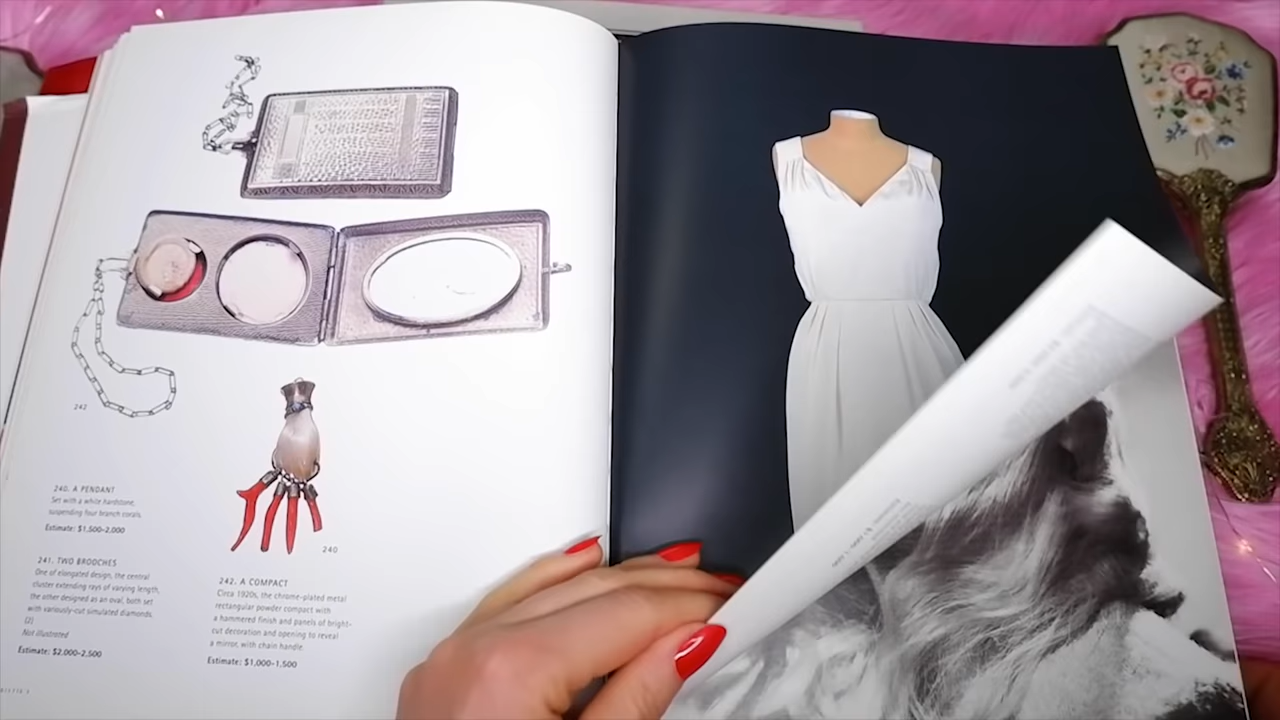 242
240. A PENDANT
Set with a white hardstone,
suspending four branch corals.
Estimate: $1,500–2,000
240
241. TWO BROOCHES
One of elongated design, the central
cluster extending rays of varying length,
the other designed as an oval, both set
with variously-cut simulated diamonds.
(2)
Not illustrated
Estimate: $2,000–2,500
242. A COMPACT
Circa 1920s, the chrome-plated metal
rectangular powder compact with
a hammered finish and panels of bright-
cut decoration and opening to reveal
a mirror, with chain handle.
Estimate: $1,000–1,500